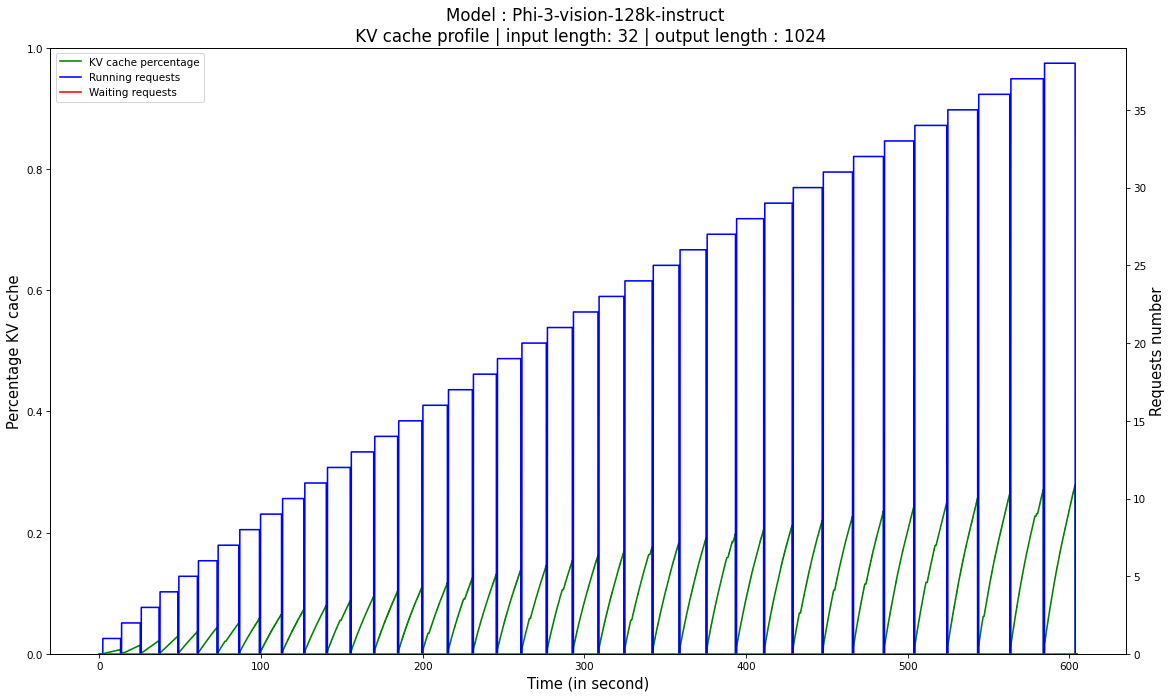 Model : Phi-3-vision-128k-instruct
KV cache profile | input length: 32 | output length : 1024
KV cache percentage
Running requests
Waiting requests
Percentage KV cache
1.0
0.8
0.6
0.4
0.2
0.0
0 100 200 300 400 500 600
Time (in second)
35
30
25
20
15
10
5
0
Requests number